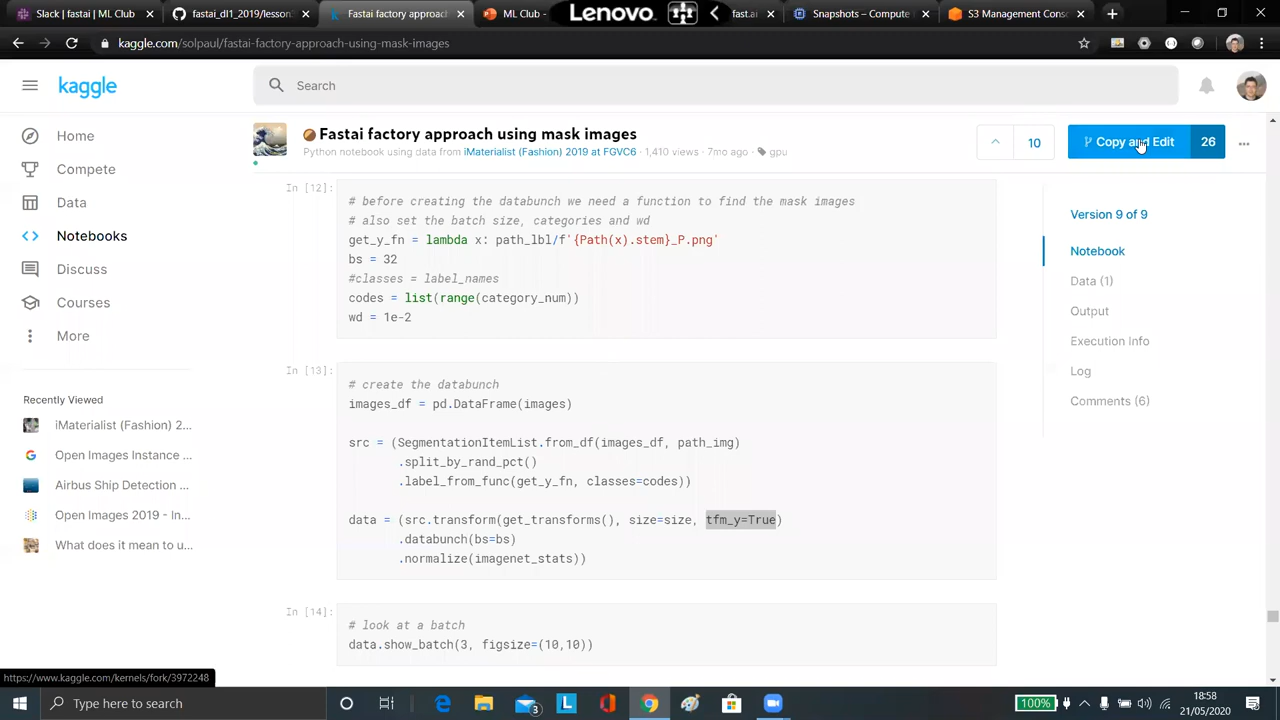 ML Slack
fastai_dl1_2019/lesson
Fastai factory approach
ML Club -
Lenovo
fast.ai
Snapshots – Compute
S3 Management Cons
kaggle.com/solpaul/fastai-factory-approach-using-mask-images
kaggle
Search
Home
Compete
Data
Notebooks
Discuss
Courses
More
Recently Viewed
iMaterialist (Fashion) 2...
Open Images Instance ...
Airbus Ship Detection ...
Open Images 2019 - In...
What does it mean to u...
Fastai factory approach using mask images
Python notebook using data from iMaterialist (Fashion) 2019 at FGVC6 · 1,410 views · 7mo ago · gpu
10
Copy and Edit
26
In [12]:
# before creating the databunch we need a function to find the mask images
# also set the batch size, categories and wd
get_y_fn = lambda x: path_lbl/f'{Path(x).stem}_P.png'
bs = 32
#classes = label_names
codes = list(range(category_num))
wd = 1e-2
In [13]:
# create the databunch
images_df = pd.DataFrame(images)
src = (SegmentationItemList.from_df(images_df, path_img)
.split_by_rand_pct()
.label_from_func(get_y_fn, classes=codes))
data = (src.transform(get_transforms(), size=size, tfm_y=True)
.databunch(bs=bs)
.normalize(imagenet_stats))
In [14]:
# look at a batch
data.show_batch(3, figsize=(10,10))
Version 9 of 9
Notebook
Data (1)
Output
Execution Info
Log
Comments (6)
https://www.kaggle.com/kernels/fork/3972248
Type here to search
3
L
100%
18:58
21/05/2020